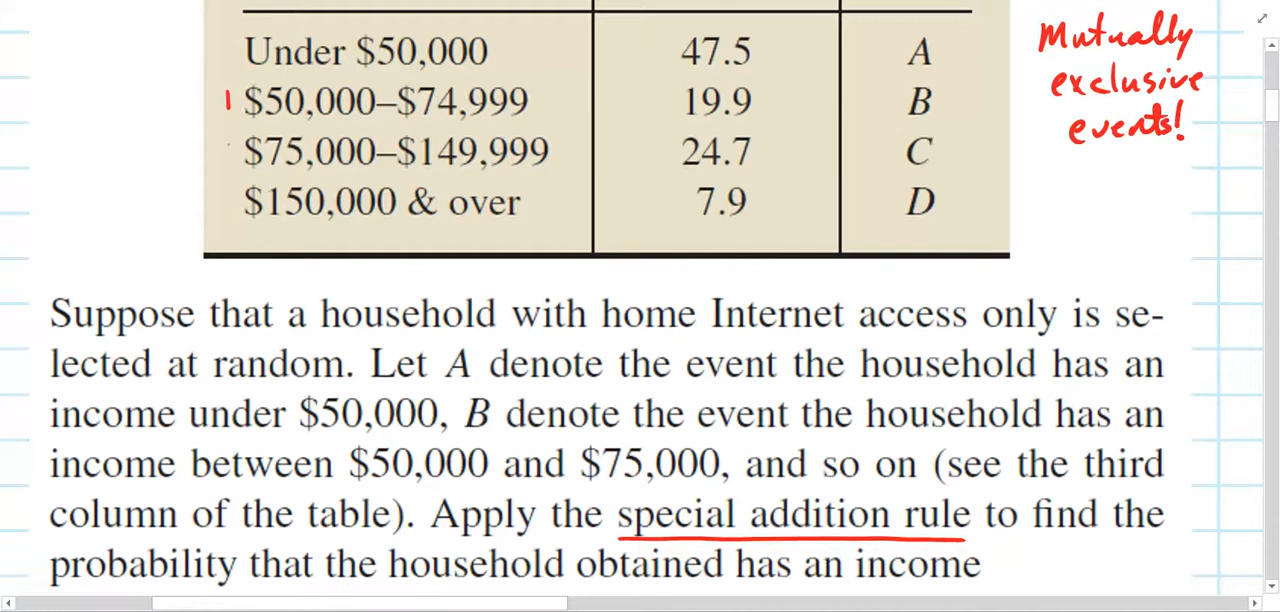 Mutually
exclusive
events!
Under $50,000 47.5 A
$50,000–$74,999 19.9 B
$75,000–$149,999 24.7 C
$150,000 & over 7.9 D
Suppose that a household with home Internet access only is se-
lected at random. Let A denote the event the household has an
income under $50,000, B denote the event the household has an
income between $50,000 and $75,000, and so on (see the third
column of the table). Apply the special addition rule to find the
probability that the household obtained has an income